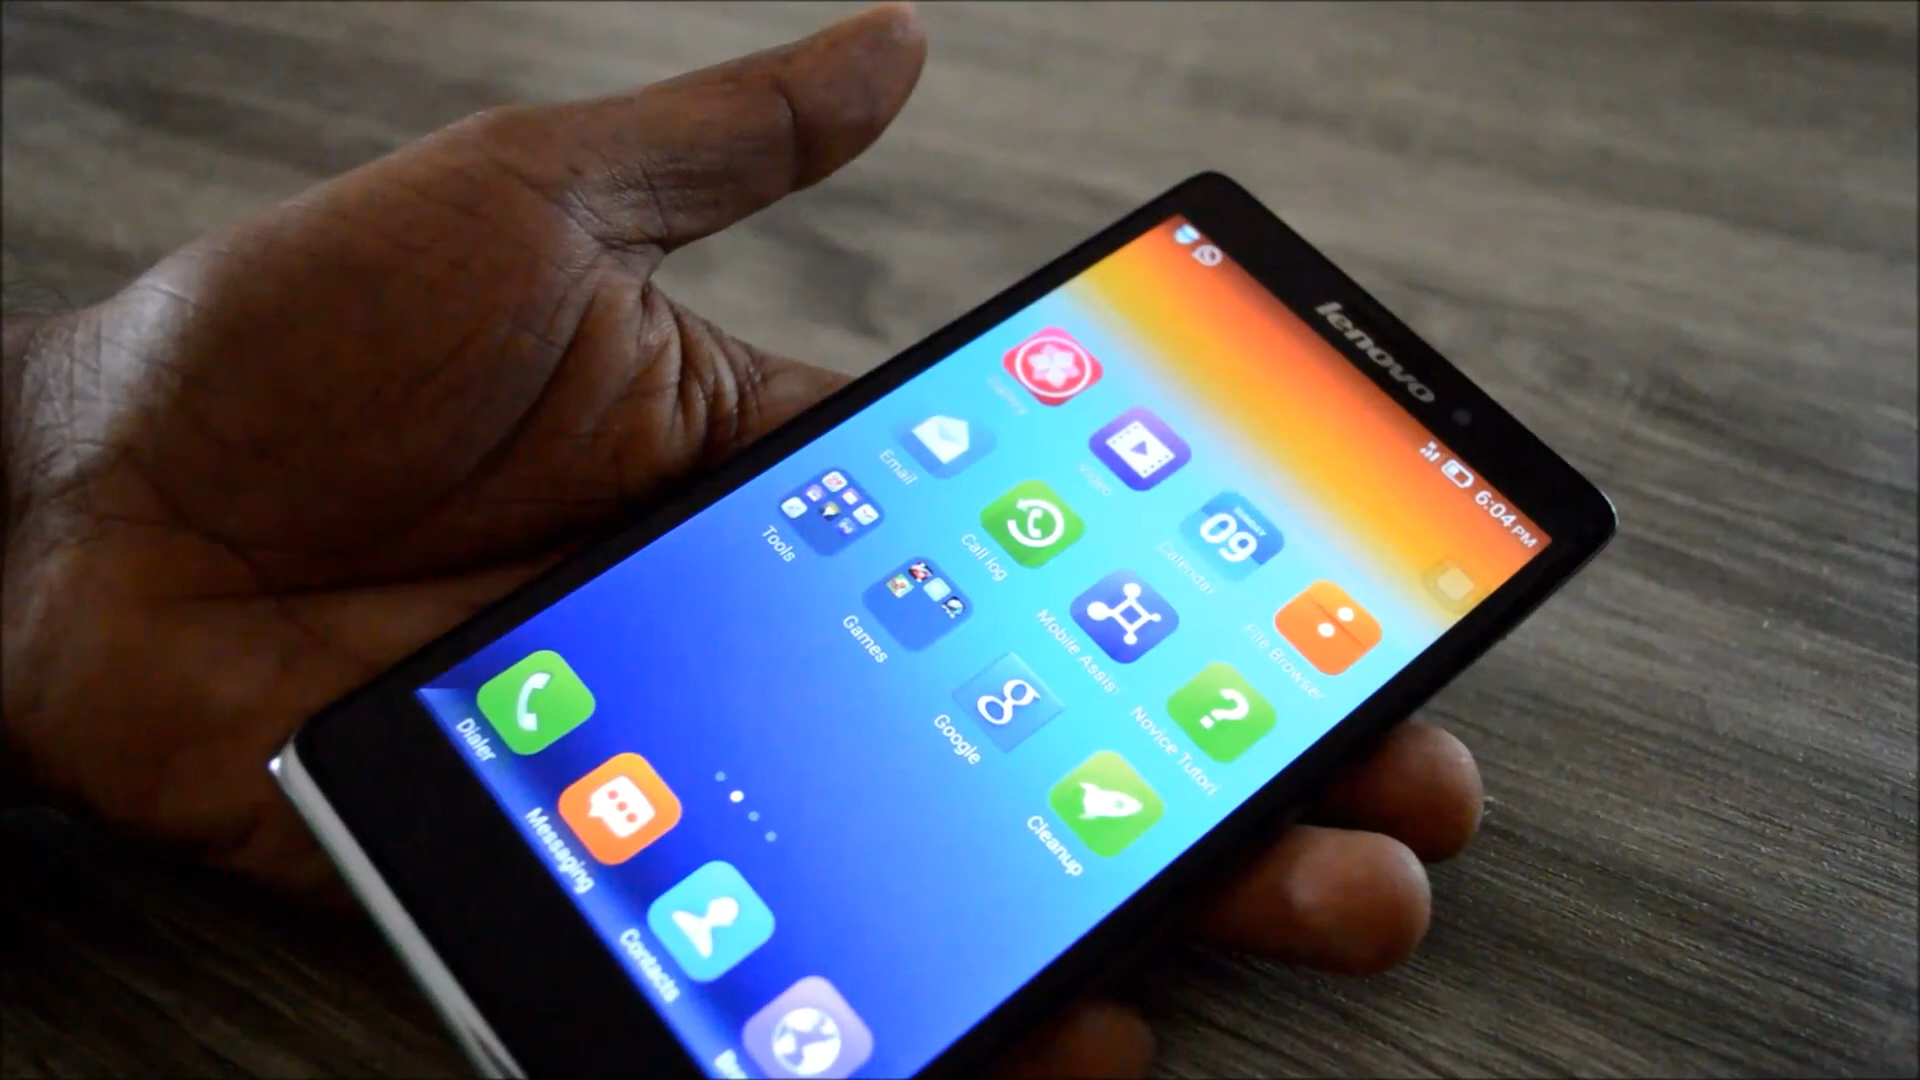 lenovo
6:04 PM
Gallery
Video
SUNDAY
09
Calendar
File Browser
Email
Call log
Mobile Assis
Novice Tutori
Tools
Games
g
Google
Cleanup
Dialer
Messaging
Contacts